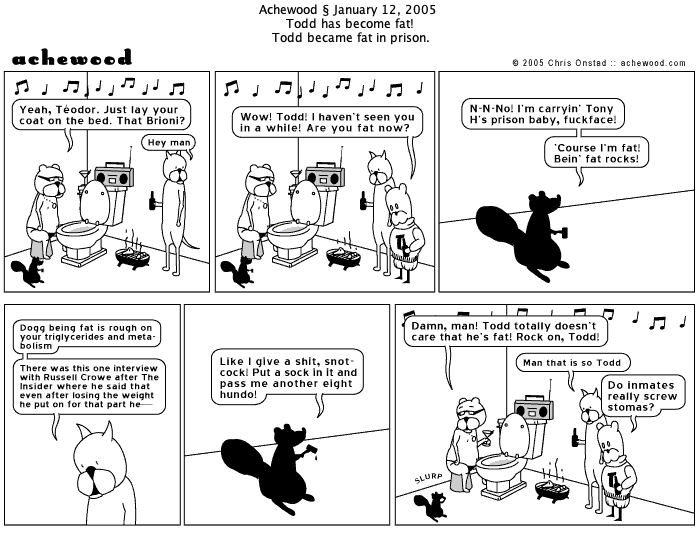 Achewood § January 12, 2005
Todd has become fat!
Todd became fat in prison.
achewood
© 2005 Chris Onstad :: achewood.com
Yeah, Téodor. Just lay your
coat on the bed. That Brioni?
Hey man
Wow! Todd! I haven't seen you
in a while! Are you fat now?
N-N-No! I'm carryin' Tony
H's prison baby, fuckface!
'Course I'm fat!
Bein' fat rocks!
Dogg being fat is rough on
your triglycerides and meta-
bolism
There was this one interview
with Russell Crowe after The
Insider where he said that
even after losing the weight
he put on for that part he—
Like I give a shit, snot-
cock! Put a sock in it and
pass me another eight
hundo!
Damn, man! Todd totally doesn't
care that he's fat! Rock on, Todd!
Man that is so Todd
Do inmates
really screw
stomas?
SLURP